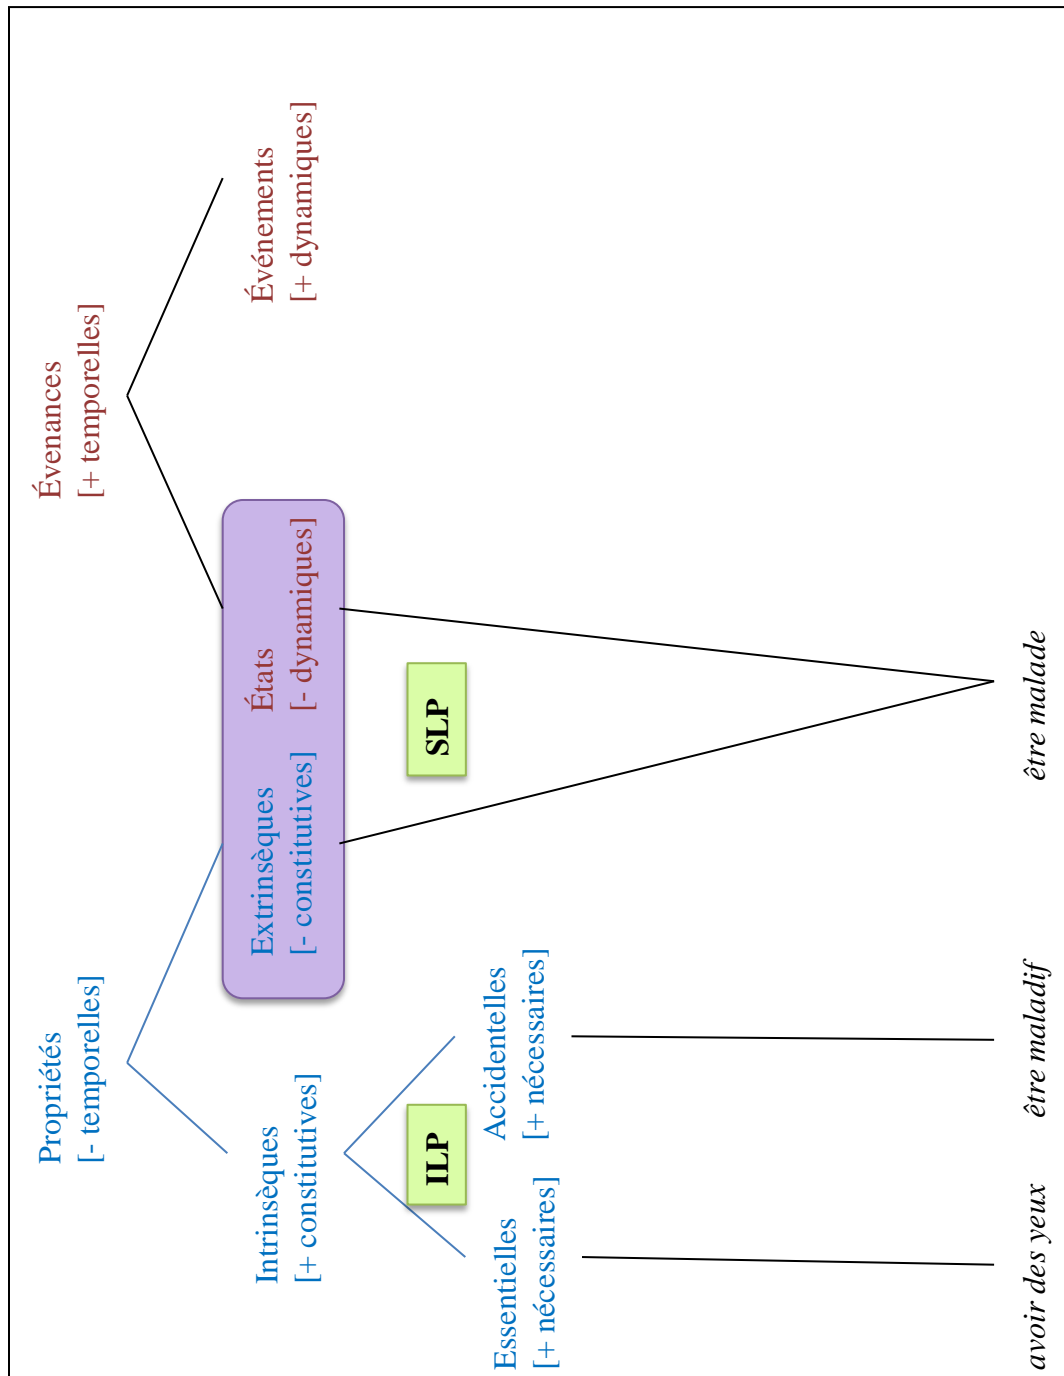 Propriétés
[- temporelles]
Évenances
[+ temporelles]
Intrinsèques
[+ constitutives]
Extrinsèques
[- constitutives]
États
[- dynamiques]
Événements
[+ dynamiques]
ILP
SLP
Essentielles
[+ nécessaires]
Accidentelles
[+ nécessaires]
avoir des yeux
être maladif
être malade